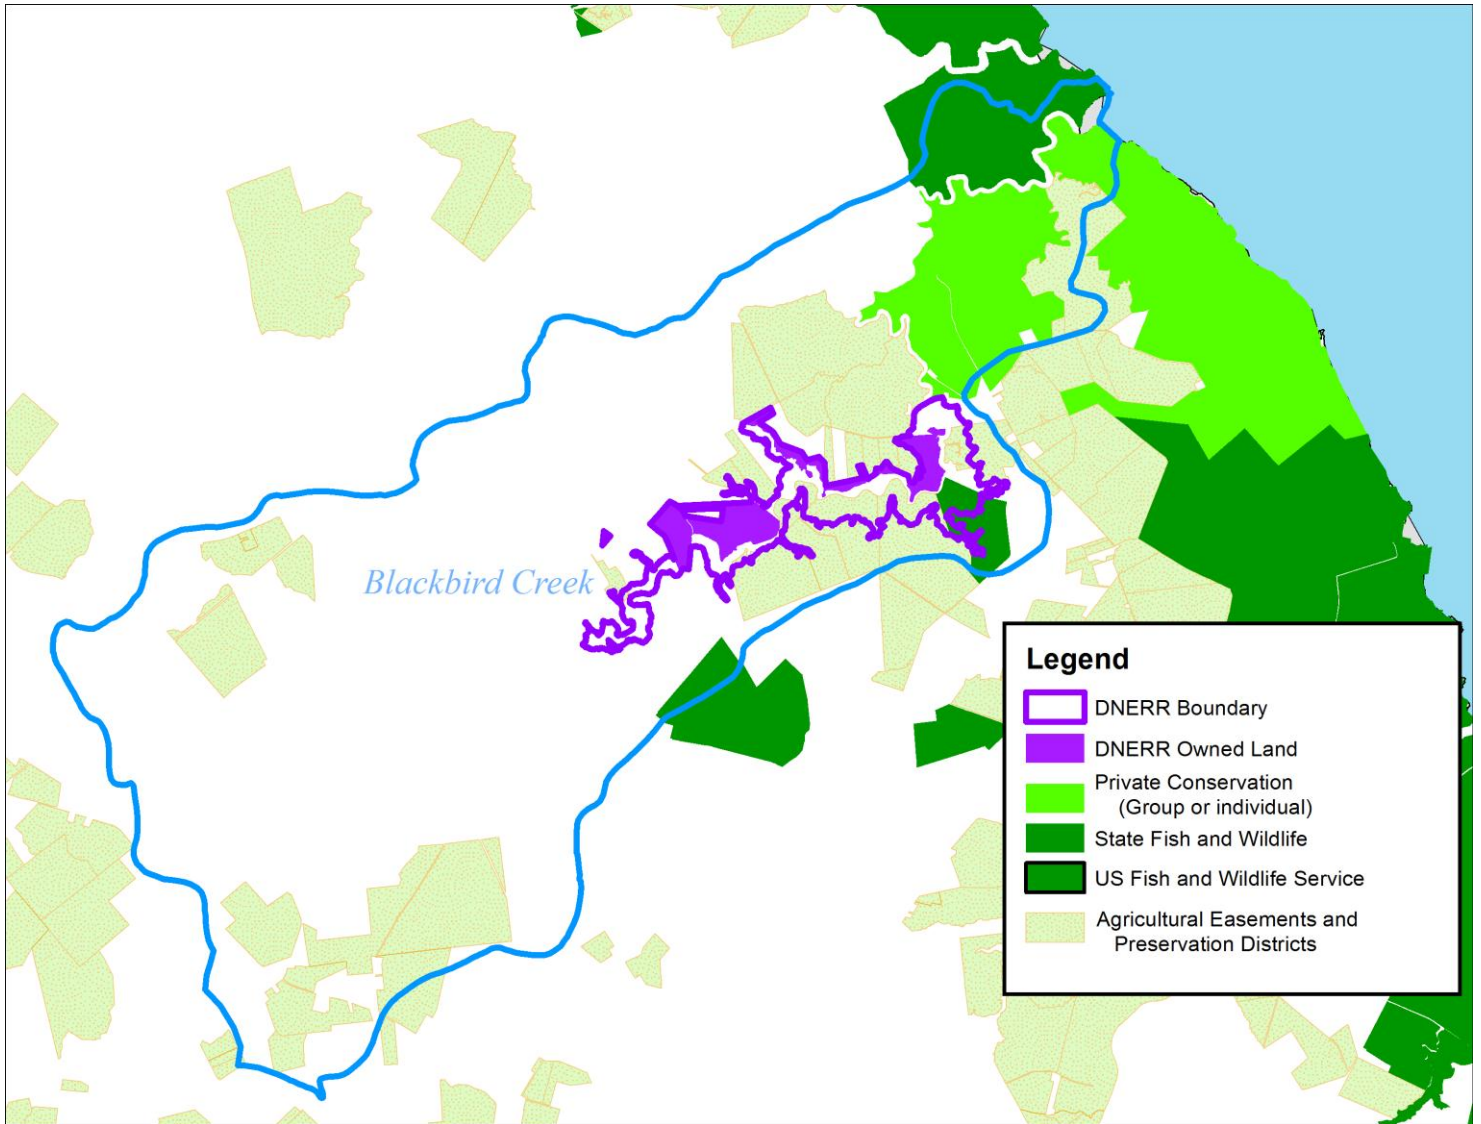 Blackbird Creek
Legend
DNERR Boundary
DNERR Owned Land
Private Conservation
(Group or individual)
State Fish and Wildlife
US Fish and Wildlife Service
Agricultural Easements and
Preservation Districts